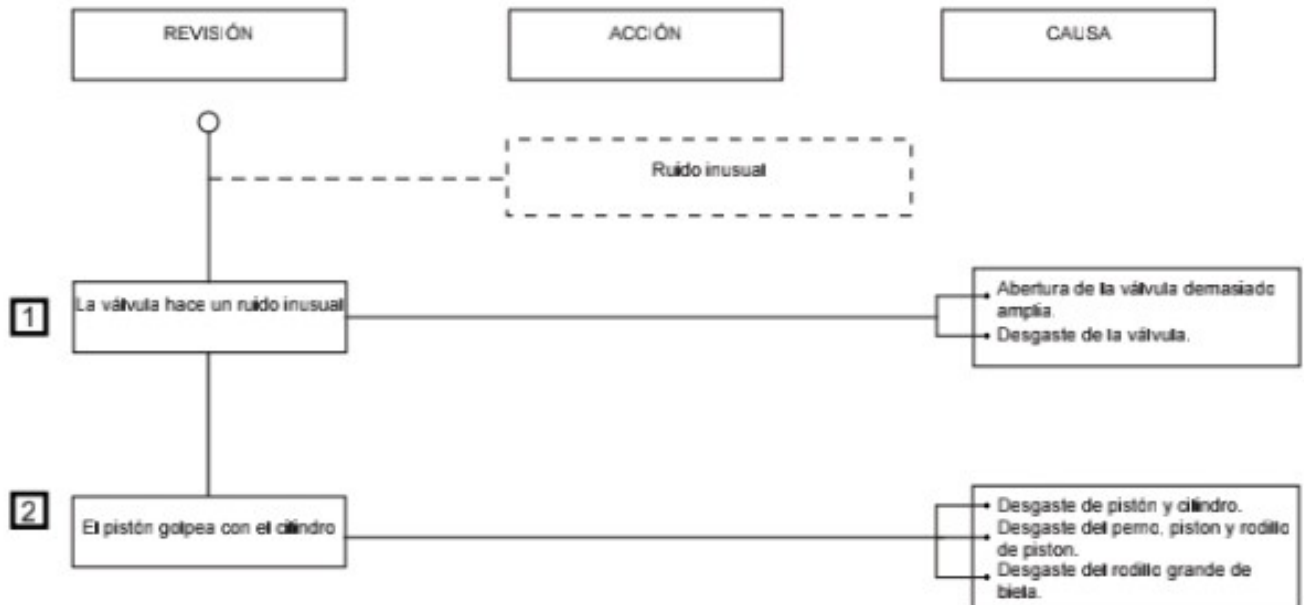 REVISIÓN
ACCIÓN
CAUSA
Ruido inusual
1
La válvula hace un ruido inusual
Abertura de la válvula demasiado
amplia.
Desgaste de la válvula.
2
El pistón golpea con el cilindro
Desgaste de pistón y cilindro.
Desgaste del perno, piston y rodillo
de piston.
Desgaste del rodillo grande de
biela.